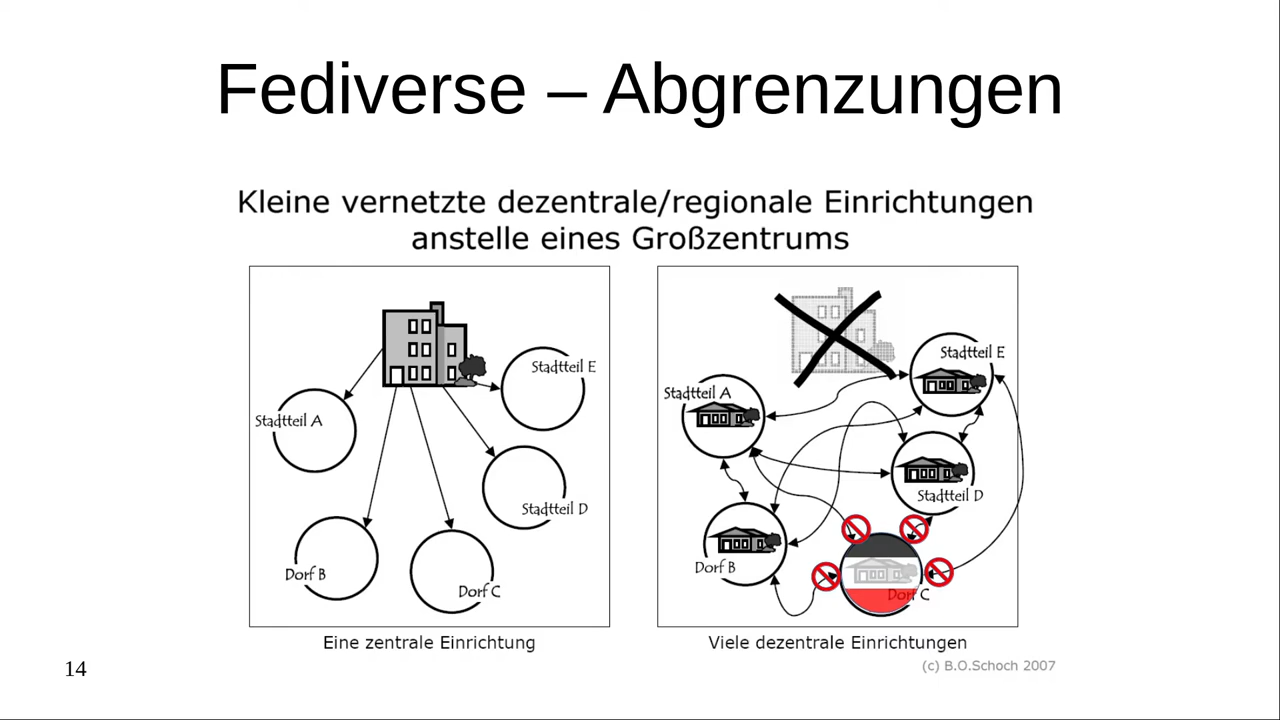 Fediverse – Abgrenzungen
Kleine vernetzte dezentrale/regionale Einrichtungen
anstelle eines Großzentrums
Stadtteil E
Stadtteil A
Stadtteil D
Dorf B
Dorf C
Eine zentrale Einrichtung
Stadtteil E
Stadtteil A
Stadtteil D
Dorf B
Dorf C
Viele dezentrale Einrichtungen
(c) B.O.Schoch 2007
14